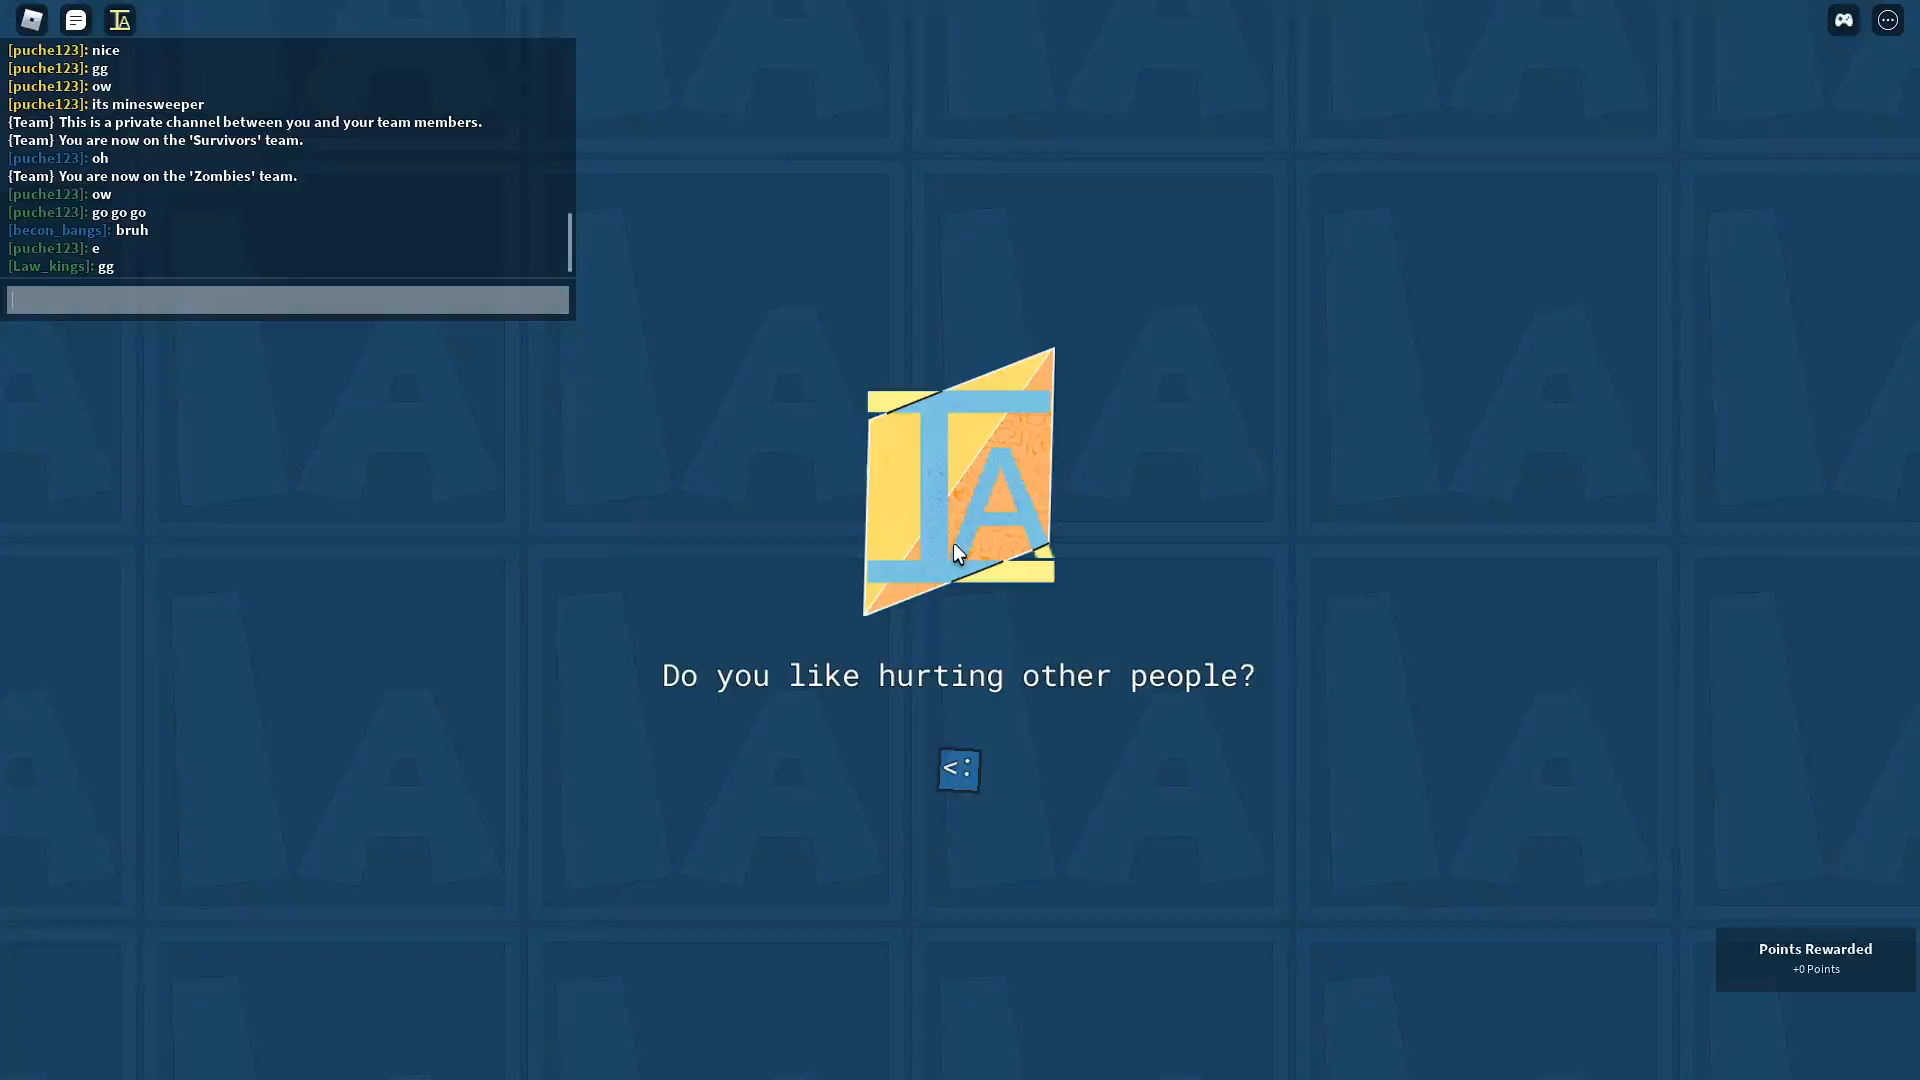 IA
[puche123]: nice
[puche123]: gg
[puche123]: ow
[puche123]: its minesweeper
{Team} This is a private channel between you and your team members.
{Team} You are now on the 'Survivors' team.
[puche123]: oh
{Team} You are now on the 'Zombies' team.
[puche123]: ow
[puche123]: go go go
[becon_bangs]: bruh
[puche123]: e
[Law_kings]: gg
IA
Do you like hurting other people?
<:
Points Rewarded
+0 Points